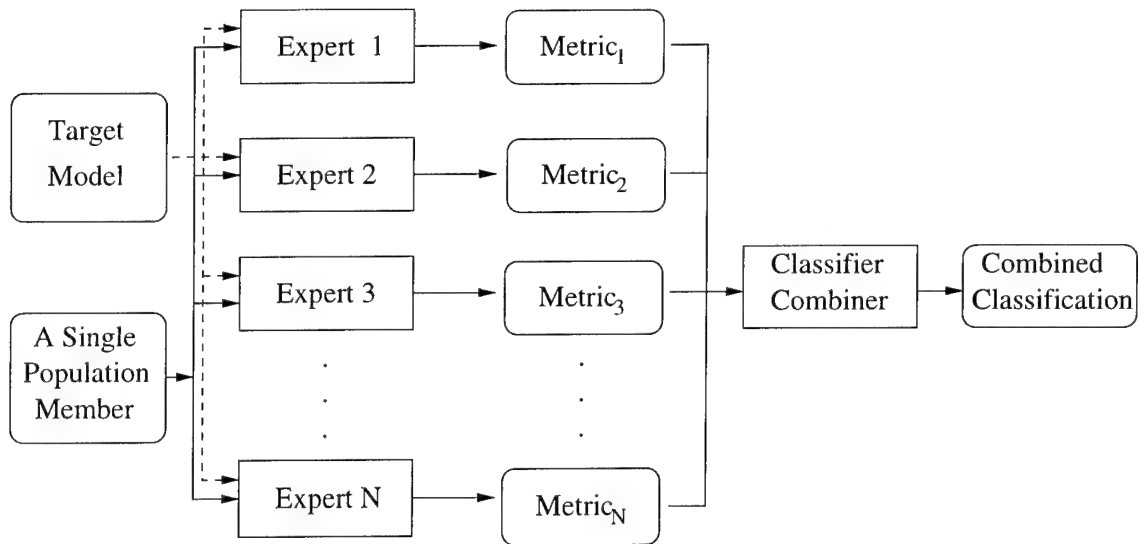 Expert 1
Metric1
Target
Model
Expert 2
Metric2
Expert 3
Metric3
Classifier
Combiner
Combined
Classification
A Single
Population
Member
Expert N
MetricN